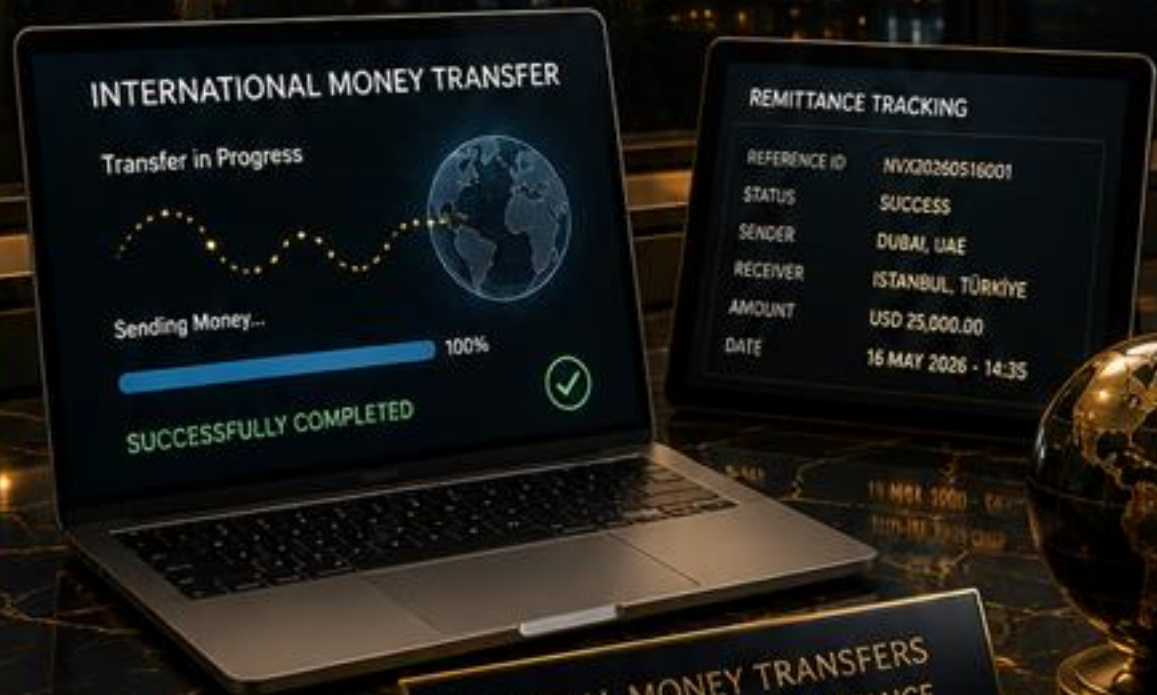 INTERNATIONAL MONEY TRANSFER
Transfer in Progress
Sending Money...
100%
SUCCESSFULLY COMPLETED
REMITTANCE TRACKING
REFERENCE ID NVX20260516001
STATUS SUCCESS
SENDER DUBAI, UAE
RECEIVER ISTANBUL, TÜRKİYE
AMOUNT USD 25,000.00
DATE 16 MAY 2026 - 14:35
MONEY TRANSFERS